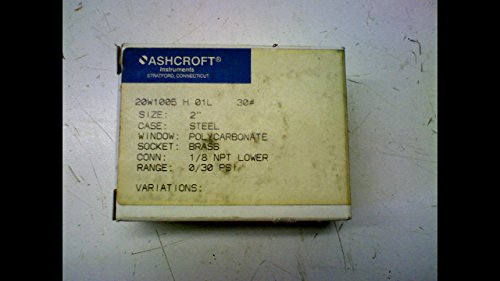 ASHCROFT®
Instruments
STRATFORD, CONNECTICUT
20W1005 H 01L 30#
SIZE: 2"
CASE: STEEL
WINDOW: POLYCARBONATE
SOCKET: BRASS
CONN: 1/8 NPT LOWER
RANGE: 0/30 PSI
VARIATIONS: